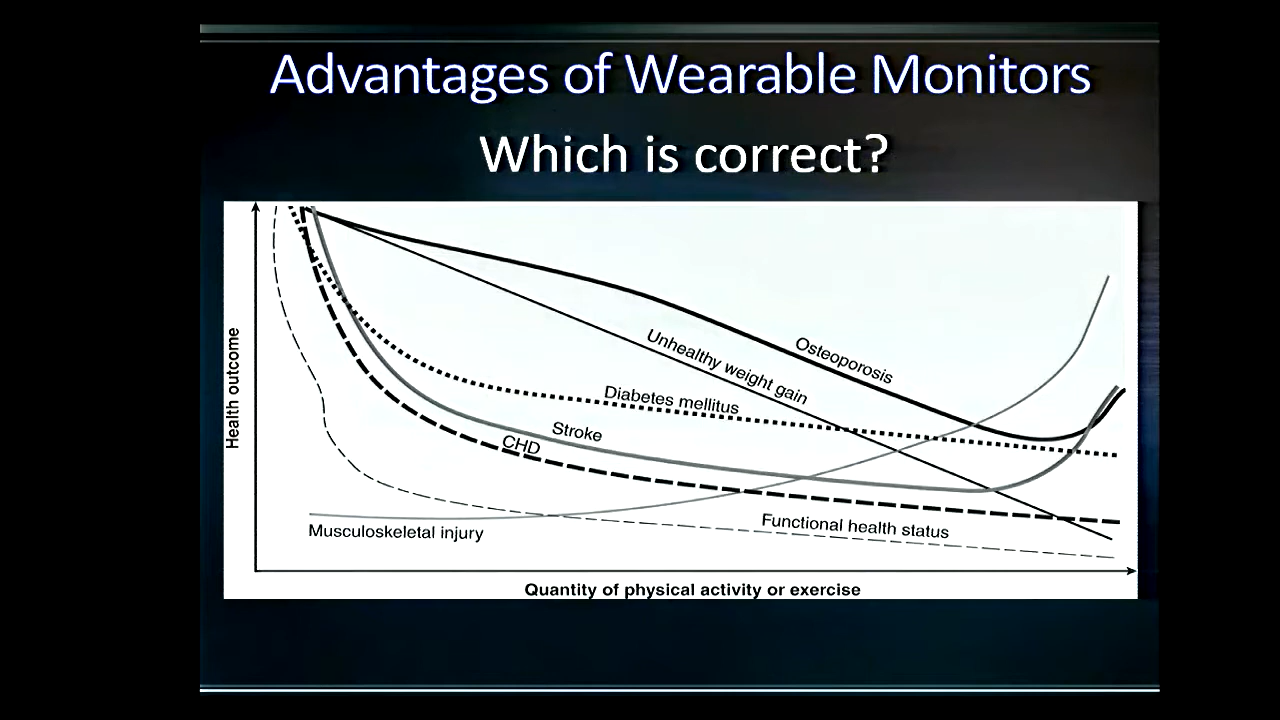 Advantages of Wearable Monitors
Which is correct?
Health outcome
Osteoporosis
Unhealthy weight gain
Diabetes mellitus
Stroke
CHD
Functional health status
Musculoskeletal injury
Quantity of physical activity or exercise